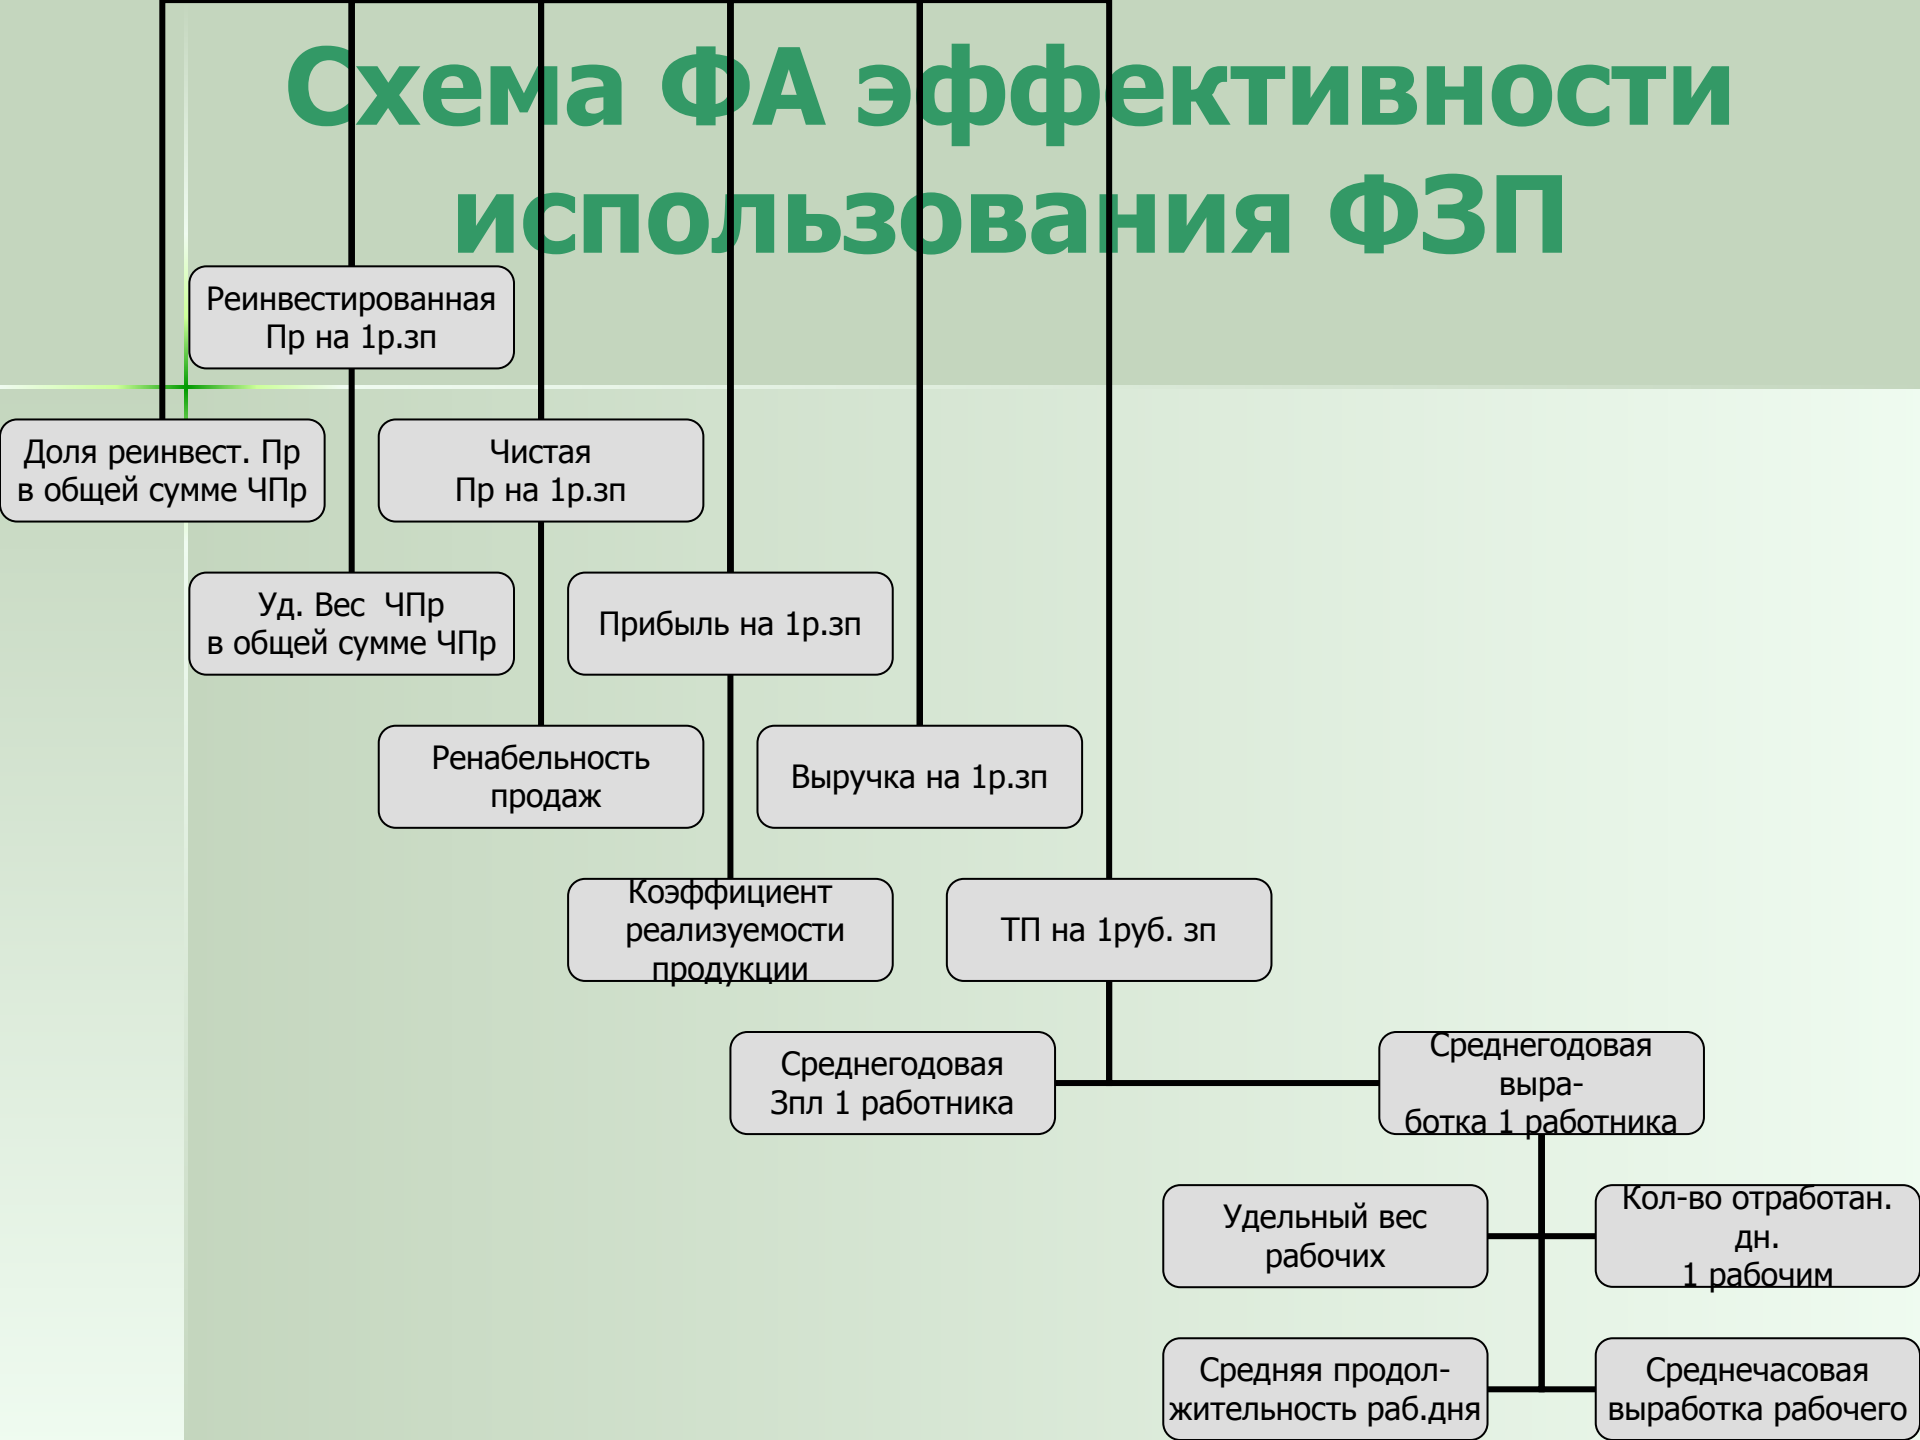 Схема ФА эффективности
использования ФЗП
Реинвестированная
Пр на 1р.зп
Доля реинвест. Пр
в общей сумме ЧПр
Чистая
Пр на 1р.зп
Уд. Вес  ЧПр
в общей сумме ЧПр
Прибыль на 1р.зп
Ренабельность
продаж
Выручка на 1р.зп
Коэффициент
реализуемости
продукции
ТП на 1руб. зп
Среднегодовая
Зпл 1 работника
Среднегодовая
выра-
ботка 1 работника
Удельный вес
рабочих
Кол-во отработан.
дн.
1 рабочим
Средняя продол-
жительность раб.дня
Среднечасовая
выработка рабочего